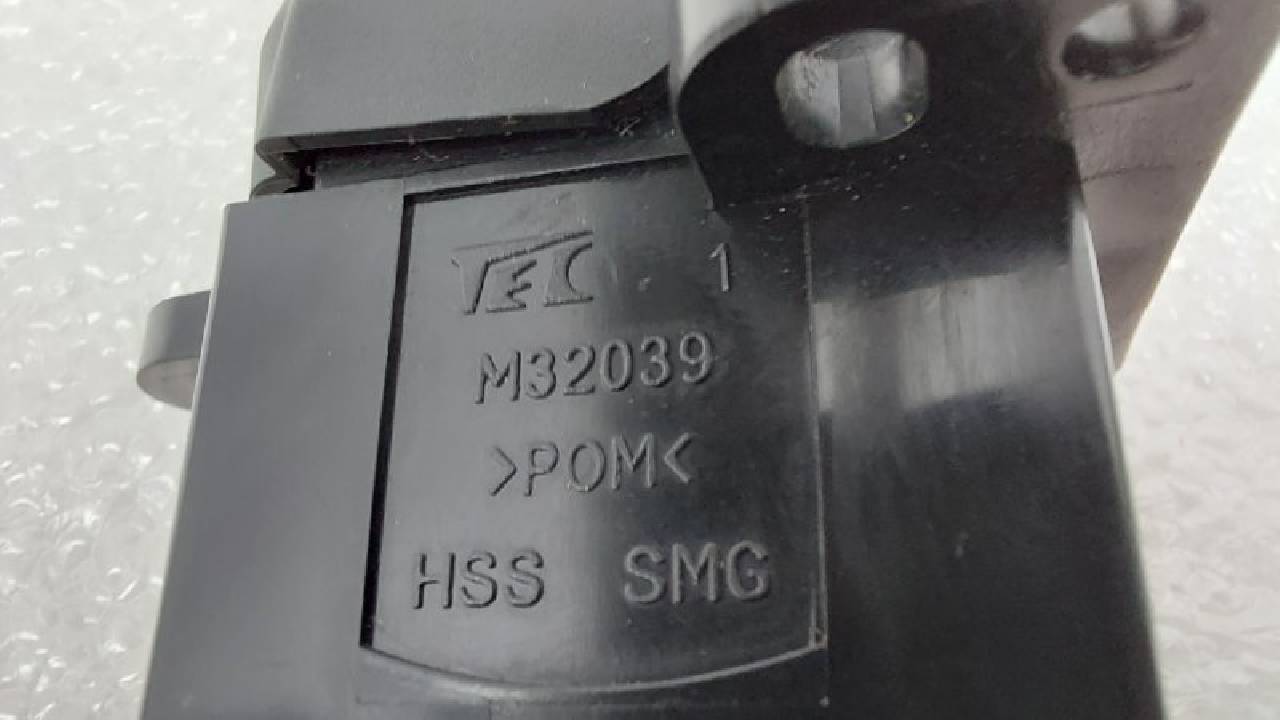 TEC 1
M32039
>POM<
HSS SMG